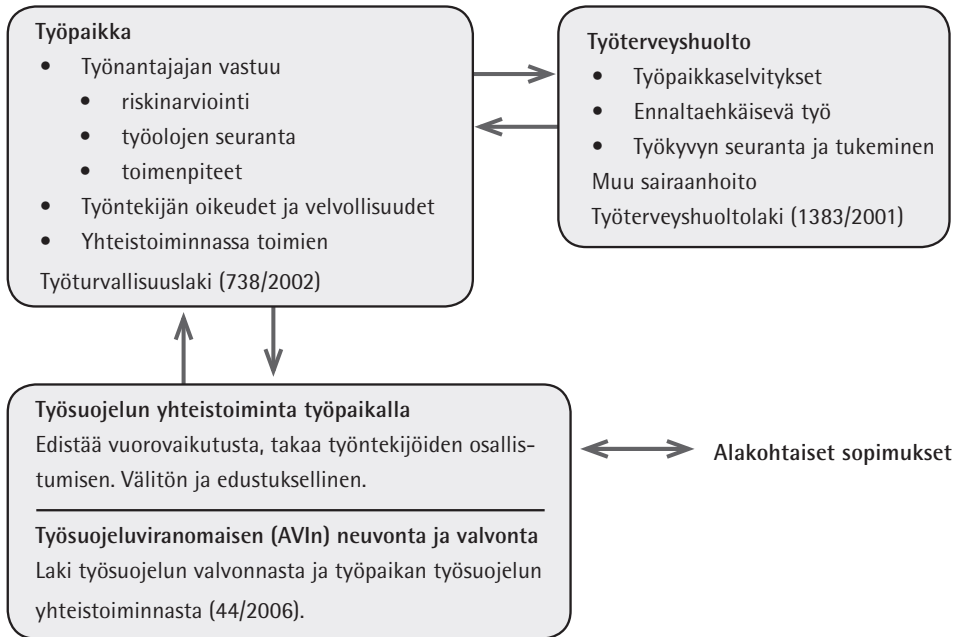 Työpaikka
• Työnantajajan vastuu
• riskinarviointi
• työolojen seuranta
• toimenpiteet
• Työntekijän oikeudet ja velvollisuudet
• Yhteistoiminnassa toimien
Työturvallisuuslaki (738/2002)
Työterveyshuolto
• Työpaikkaselvitykset
• Ennaltaehkäisevä työ
• Työkyvyn seuranta ja tukeminen
Muu sairaanhoito
Työterveyshuoltolaki (1383/2001)
Työsuojelun yhteistoiminta työpaikalla
Edistää vuorovaikutusta, takaa työntekijöiden osallis-
tumisen. Välitön ja edustuksellinen.
Työsuojeluviranomaisen (AVIn) neuvonta ja valvonta
Laki työsuojelun valvonnasta ja työpaikan työsuojelun
yhteistoiminnasta (44/2006).
Alakohtaiset sopimukset